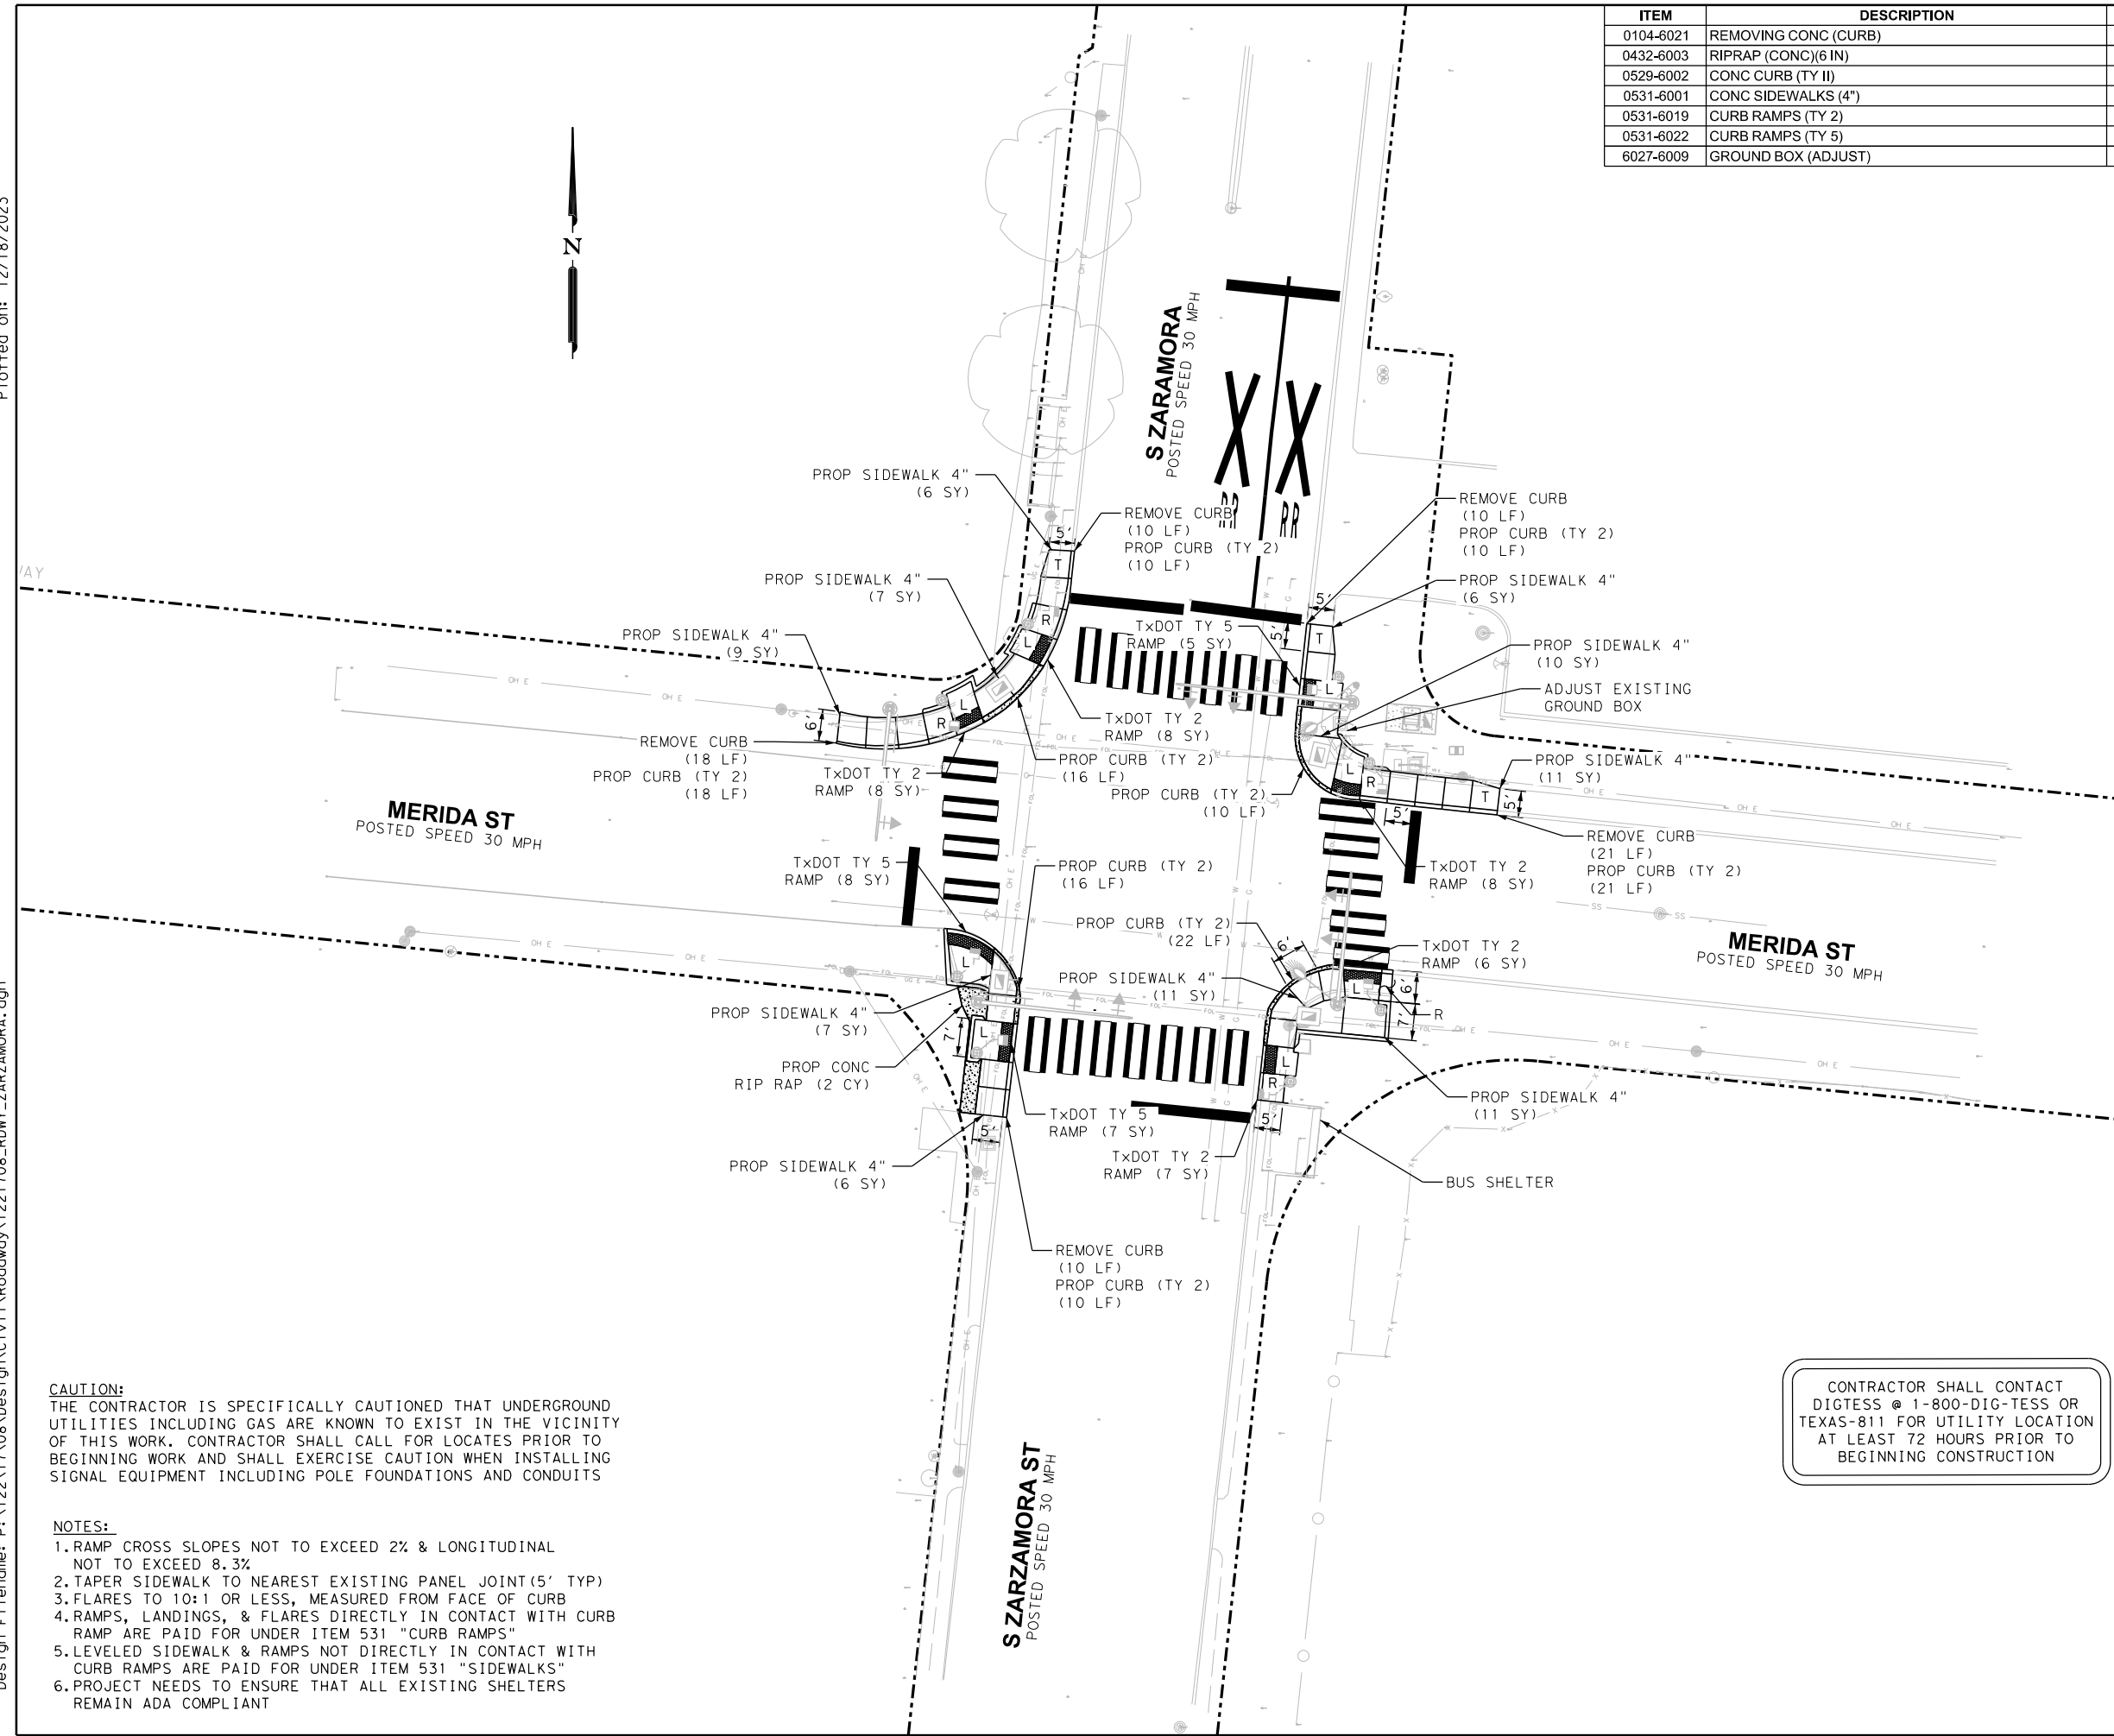 ITEM DESCRIPTION
0104-6021 REMOVING CONC (CURB)
0432-6003 RIPRAP (CONC)(6 IN)
0529-6002 CONC CURB (TY II)
0531-6001 CONC SIDEWALKS (4")
0531-6019 CURB RAMPS (TY 2)
0531-6022 CURB RAMPS (TY 5)
6027-6009 GROUND BOX (ADJUST)
Plotted on: 12/18/2023
N
S ZARAMORA
POSTED SPEED 30 MPH
RR
RR
PROP SIDEWALK 4"
(6 SY)
REMOVE CURB
(10 LF)
PROP CURB (TY 2)
(10 LF)
5'
T
REMOVE CURB
(10 LF)
PROP CURB (TY 2)
(10 LF)
PROP SIDEWALK 4"
(7 SY)
PROP SIDEWALK 4"
(6 SY)
5'
5'
T
R
L
PROP SIDEWALK 4"
(9 SY)
TxDOT TY 5
RAMP (5 SY)
PROP SIDEWALK 4"
(10 SY)
ADJUST EXISTING
GROUND BOX
L
L
R
6'
TxDOT TY 2
RAMP (8 SY)
REMOVE CURB
(18 LF)
PROP CURB (TY 2)
(18 LF)
TxDOT TY 2
RAMP (8 SY)
PROP CURB (TY 2)
(16 LF)
PROP CURB (TY 2)
(10 LF)
PROP SIDEWALK 4"
(11 SY)
L
R
T
5'
5'
MERIDA ST
POSTED SPEED 30 MPH
REMOVE CURB
(21 LF)
PROP CURB (TY 2)
(21 LF)
TxDOT TY 2
RAMP (8 SY)
TxDOT TY 5
RAMP (8 SY)
PROP CURB (TY 2)
(16 LF)
PROP CURB (TY 2)
(22 LF)
6'
TxDOT TY 2
RAMP (6 SY)
MERIDA ST
POSTED SPEED 30 MPH
L
PROP SIDEWALK 4"
(11 SY)
L
6'
7'
R
PROP SIDEWALK 4"
(7 SY)
7'
L
PROP CONC
RIP RAP (2 CY)
L
R
PROP SIDEWALK 4"
(11 SY)
TxDOT TY 5
RAMP (7 SY)
5'
5'
TxDOT TY 2
RAMP (7 SY)
PROP SIDEWALK 4"
(6 SY)
BUS SHELTER
REMOVE CURB
(10 LF)
PROP CURB (TY 2)
(10 LF)
S ZARZAMORA ST
POSTED SPEED 30 MPH
CAUTION:
THE CONTRACTOR IS SPECIFICALLY CAUTIONED THAT UNDERGROUND
UTILITIES INCLUDING GAS ARE KNOWN TO EXIST IN THE VICINITY
OF THIS WORK. CONTRACTOR SHALL CALL FOR LOCATES PRIOR TO
BEGINNING WORK AND SHALL EXERCISE CAUTION WHEN INSTALLING
SIGNAL EQUIPMENT INCLUDING POLE FOUNDATIONS AND CONDUITS
NOTES:
1. RAMP CROSS SLOPES NOT TO EXCEED 2% & LONGITUDINAL
NOT TO EXCEED 8.3%
2. TAPER SIDEWALK TO NEAREST EXISTING PANEL JOINT(5' TYP)
3. FLARES TO 10:1 OR LESS, MEASURED FROM FACE OF CURB
4. RAMPS, LANDINGS, & FLARES DIRECTLY IN CONTACT WITH CURB
RAMP ARE PAID FOR UNDER ITEM 531 "CURB RAMPS"
5. LEVELED SIDEWALK & RAMPS NOT DIRECTLY IN CONTACT WITH
CURB RAMPS ARE PAID FOR UNDER ITEM 531 "SIDEWALKS"
6. PROJECT NEEDS TO ENSURE THAT ALL EXISTING SHELTERS
REMAIN ADA COMPLIANT
CONTRACTOR SHALL CONTACT
DIGTESS @ 1-800-DIG-TESS OR
TEXAS-811 FOR UTILITY LOCATION
AT LEAST 72 HOURS PRIOR TO
BEGINNING CONSTRUCTION